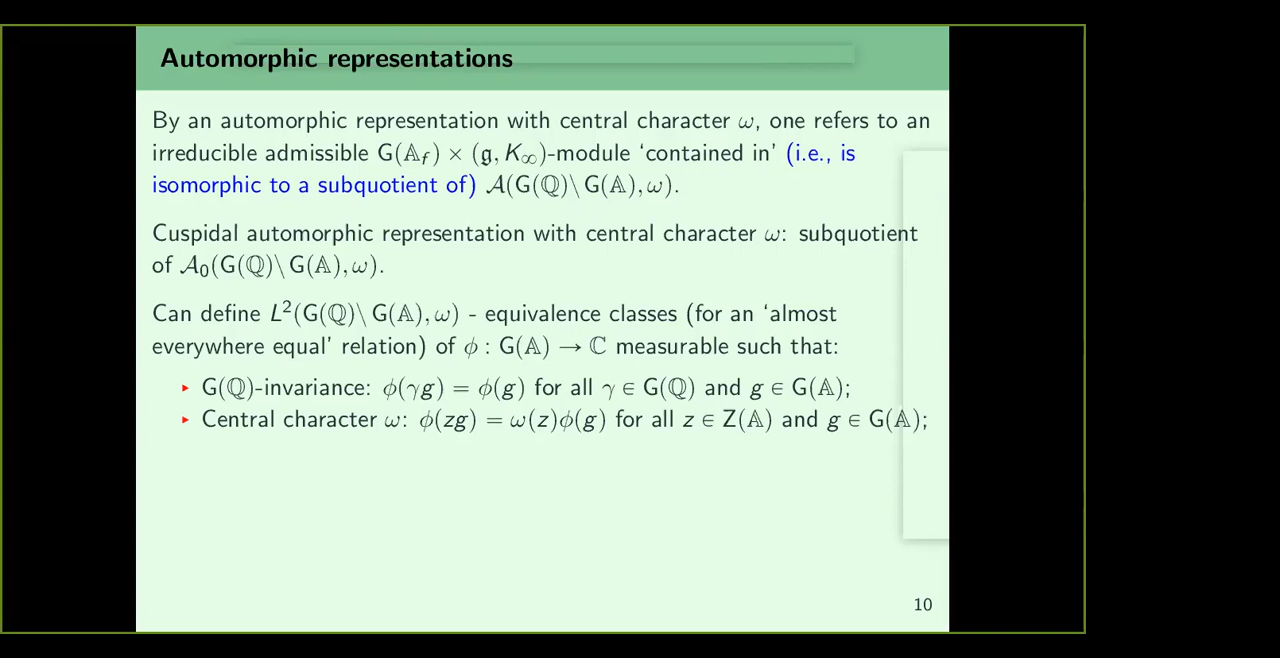 Automorphic representations
By an automorphic representation with central character ω, one refers to an
irreducible admissible G(𝔸_f) × (𝔤, K_∞)-module ‘contained in’ (i.e., is
isomorphic to a subquotient of) 𝒜(G(ℚ)\ G(𝔸), ω).
Cuspidal automorphic representation with central character ω: subquotient
of 𝒜₀(G(ℚ)\ G(𝔸), ω).
Can define L²(G(ℚ)\ G(𝔸), ω) - equivalence classes (for an ‘almost
everywhere equal’ relation) of ϕ : G(𝔸) → ℂ measurable such that:
▸ G(ℚ)-invariance: ϕ(γg) = ϕ(g) for all γ ∈ G(ℚ) and g ∈ G(𝔸);
▸ Central character ω: ϕ(zg) = ω(z)ϕ(g) for all z ∈ Z(𝔸) and g ∈ G(𝔸);
10